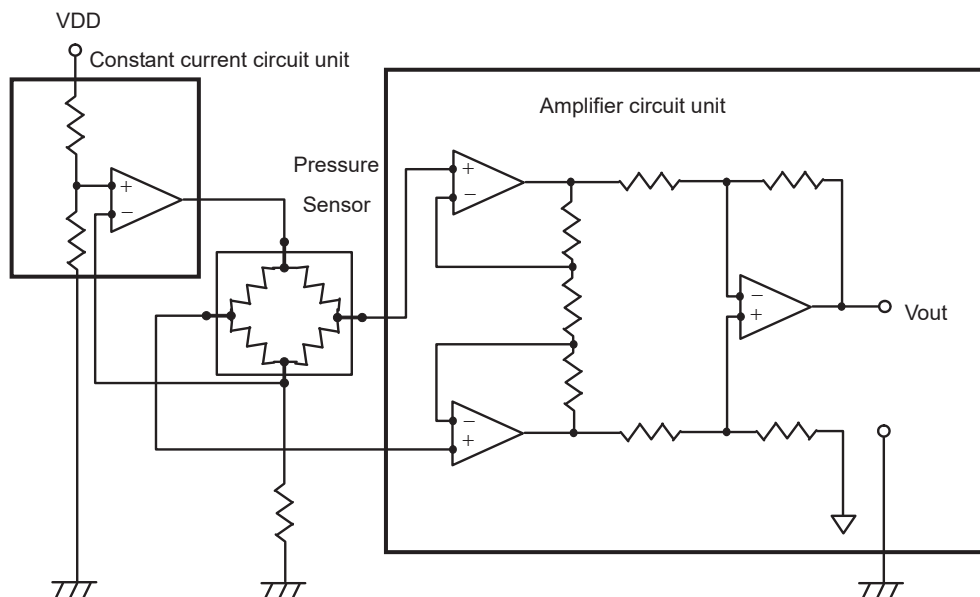 VDD
Constant current circuit unit
Amplifier circuit unit
Pressure
Sensor
+
−
+
−
−
+
Vout
−
+